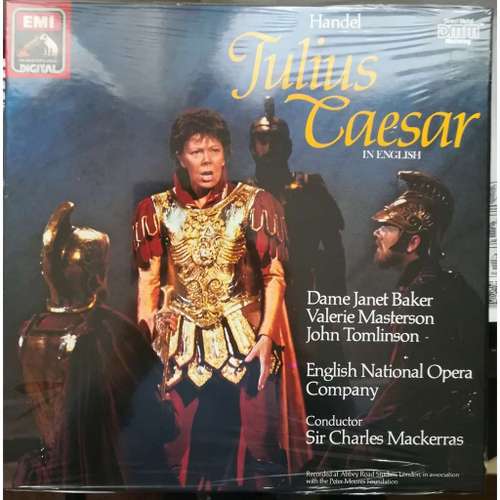 EMI
DIGITAL
Handel
DMM
Julius
Caesar
IN ENGLISH
Dame Janet Baker
Valerie Masterson
John Tomlinson
English National Opera
Company
Conductor
Sir Charles Mackerras
Recorded at Abbey Road Studios, London, in association
with the Peter Moores Foundation